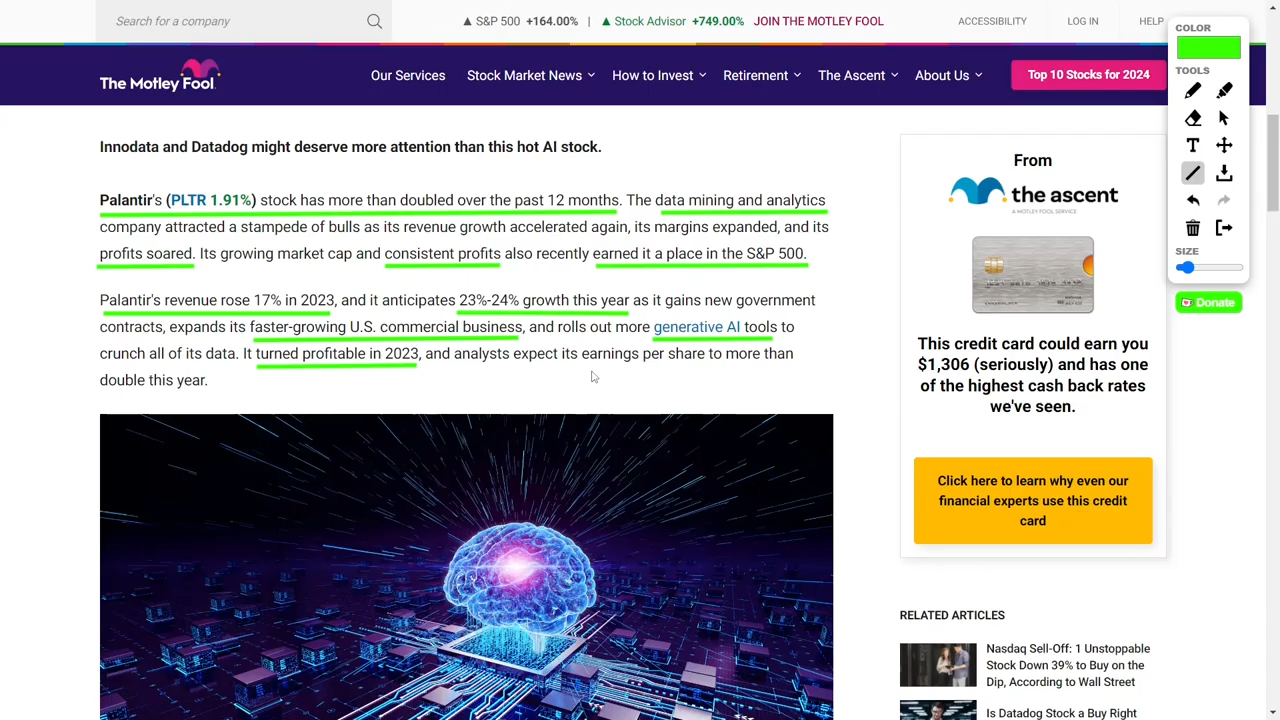 Search for a company
▲ S&P 500 +164.00% | ▲ Stock Advisor +749.00% JOIN THE MOTLEY FOOL
ACCESSIBILITY LOG IN HELP
The Motley Fool
Our Services Stock Market News How to Invest Retirement The Ascent About Us
Top 10 Stocks for 2024
COLOR
TOOLS
T
SIZE
Donate
Innodata and Datadog might deserve more attention than this hot AI stock.
Palantir's (PLTR 1.91%) stock has more than doubled over the past 12 months. The data mining and analytics
company attracted a stampede of bulls as its revenue growth accelerated again, its margins expanded, and its
profits soared. Its growing market cap and consistent profits also recently earned it a place in the S&P 500.
Palantir's revenue rose 17% in 2023, and it anticipates 23%-24% growth this year as it gains new government
contracts, expands its faster-growing U.S. commercial business, and rolls out more generative AI tools to
crunch all of its data. It turned profitable in 2023, and analysts expect its earnings per share to more than
double this year.
From
the ascent
A MOTLEY FOOL SERVICE
This credit card could earn you
$1,306 (seriously) and has one
of the highest cash back rates
we've seen.
Click here to learn why even our
financial experts use this credit
card
RELATED ARTICLES
Nasdaq Sell-Off: 1 Unstoppable
Stock Down 39% to Buy on the
Dip, According to Wall Street
Is Datadog Stock a Buy Right